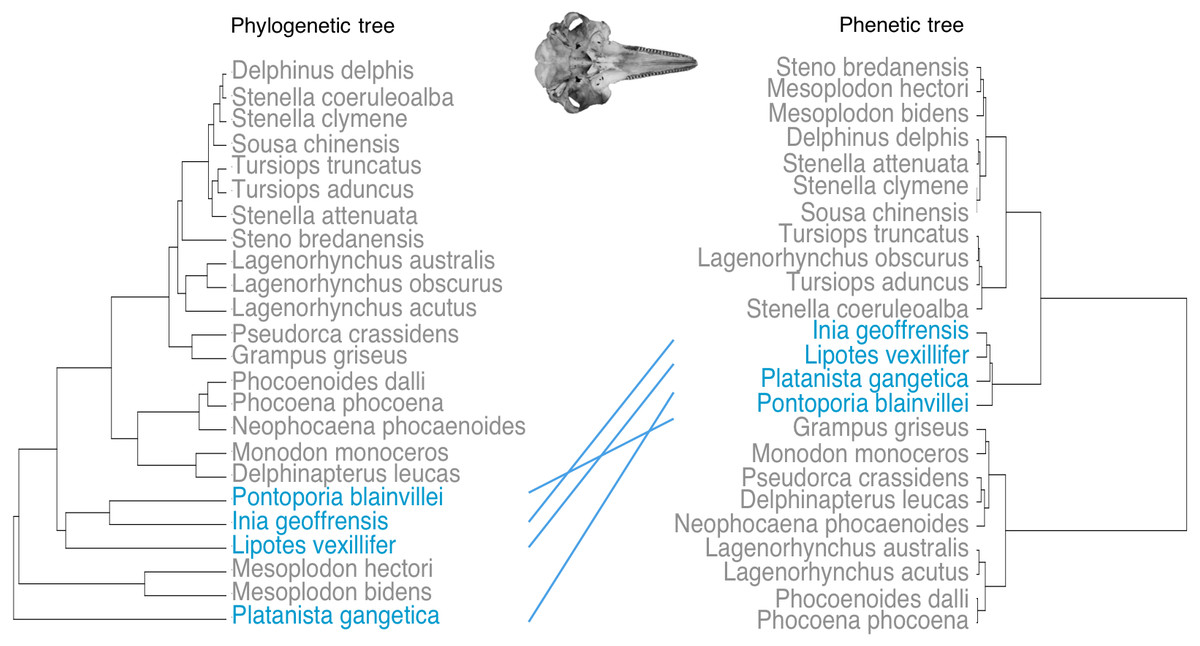 Phylogenetic tree
Delphinus delphis
Stenella coeruleoalba
Stenella clymene
Sousa chinensis
Tursiops truncatus
Tursiops aduncus
Stenella attenuata
Steno bredanensis
Lagenorhynchus australis
Lagenorhynchus obscurus
Lagenorhynchus acutus
Pseudorca crassidens
Grampus griseus
Phocoenoides dalli
Phocoena phocoena
Neophocaena phocaenoides
Monodon monoceros
Delphinapterus leucas
Pontoporia blainvillei
Inia geoffrensis
Lipotes vexillifer
Mesoplodon hectori
Mesoplodon bidens
Platanista gangetica
Phenetic tree
Steno bredanensis
Mesoplodon hectori
Mesoplodon bidens
Delphinus delphis
Stenella attenuata
Stenella clymene
Sousa chinensis
Tursiops truncatus
Lagenorhynchus obscurus
Tursiops aduncus
Stenella coeruleoalba
Inia geoffrensis
Lipotes vexillifer
Platanista gangetica
Pontoporia blainvillei
Grampus griseus
Monodon monoceros
Pseudorca crassidens
Delphinapterus leucas
Neophocaena phocaenoides
Lagenorhynchus australis
Lagenorhynchus acutus
Phocoenoides dalli
Phocoena phocoena